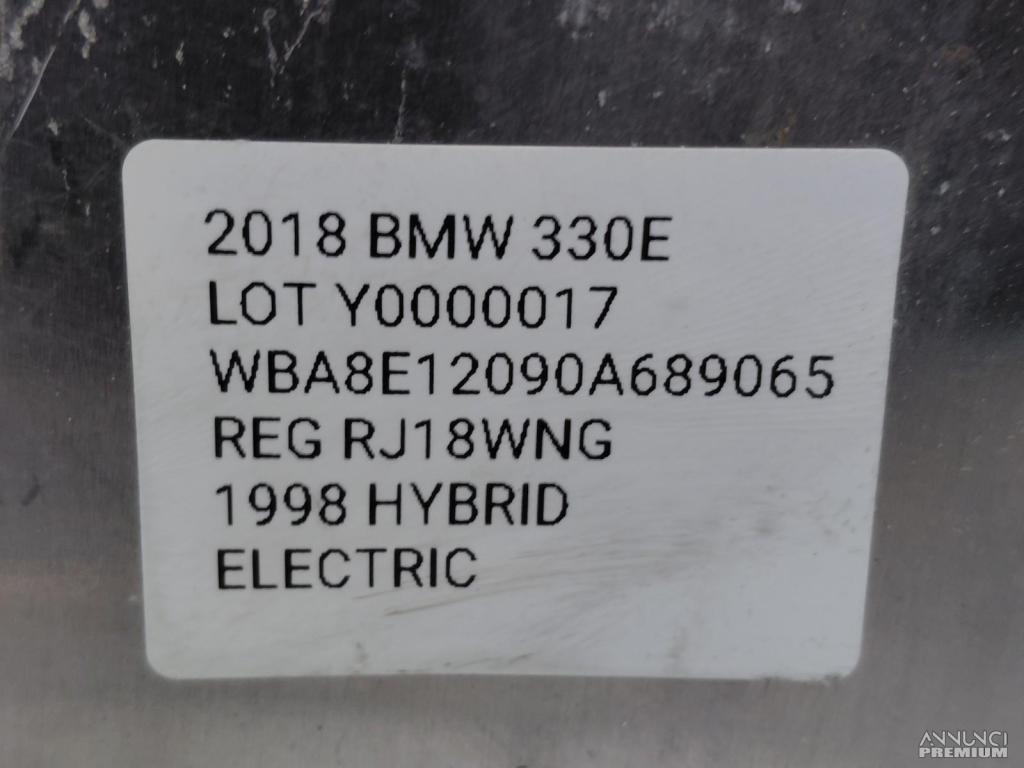 2018 BMW 330E
LOT Y0000017
WBA8E12090A689065
REG RJ18WNG
1998 HYBRID
ELECTRIC
ANNUNCI
PREMIUM